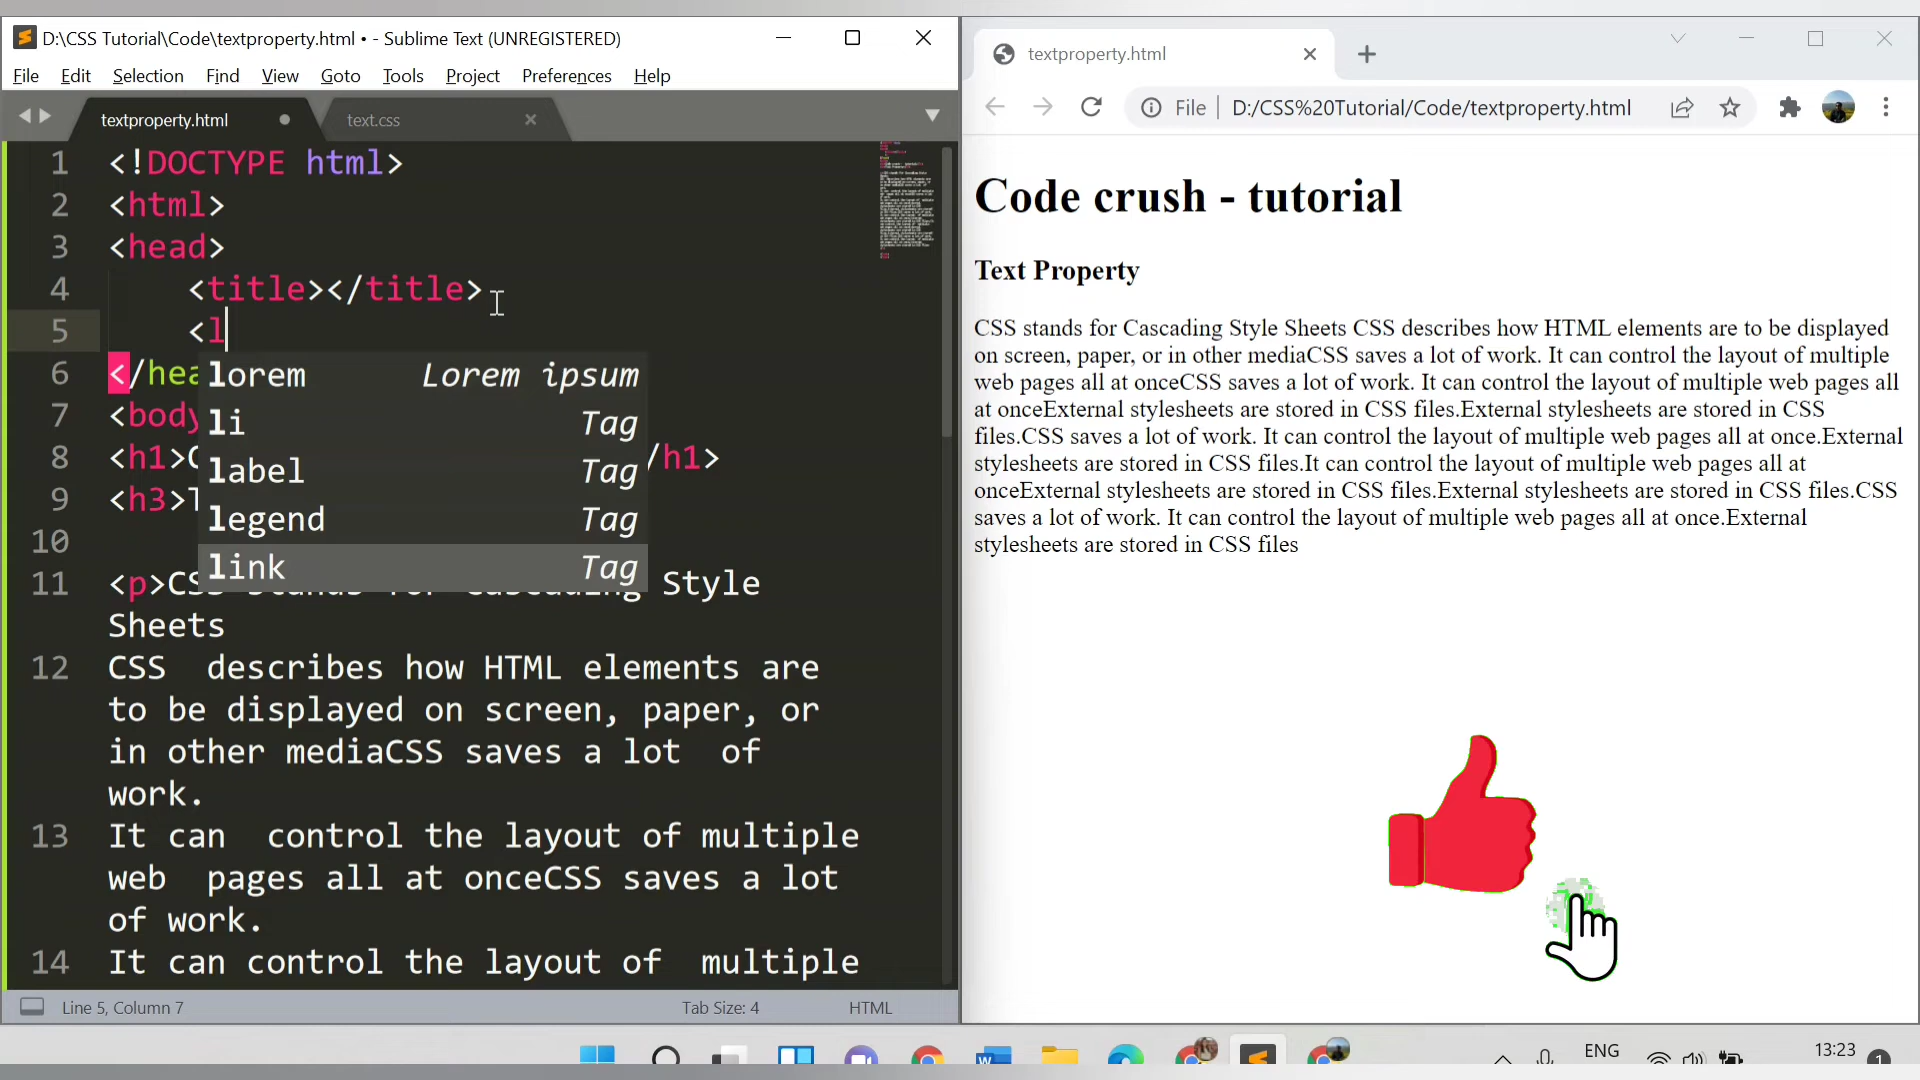 D:\CSS Tutorial\Code\textproperty.html • - Sublime Text (UNREGISTERED)
File Edit Selection Find View Goto Tools Project Preferences Help
textproperty.html text.css
1 <!DOCTYPE html>
2 <html>
3 <head>
4 <title></title>
5 <l
6 </hea
lorem Lorem ipsum
7 <body
li Tag
8 <h1> /h1>
label Tag
9 <h3>
legend Tag
10
link Tag
11 <p>CSS stands for Cascading Style
Sheets
12 CSS  describes how HTML elements are
to be displayed on screen, paper, or
in other mediaCSS saves a lot  of
work.
13 It can  control the layout of multiple
web  pages all at onceCSS saves a lot
of work.
14 It can control the layout of  multiple
Line 5, Column 7 Tab Size: 4 HTML
textproperty.html
File D:/CSS%20Tutorial/Code/textproperty.html
Code crush - tutorial
Text Property
CSS stands for Cascading Style Sheets CSS describes how HTML elements are to be displayed
on screen, paper, or in other mediaCSS saves a lot of work. It can control the layout of multiple
web pages all at onceCSS saves a lot of work. It can control the layout of multiple web pages all
at onceExternal stylesheets are stored in CSS files.External stylesheets are stored in CSS
files.CSS saves a lot of work. It can control the layout of multiple web pages all at once.External
stylesheets are stored in CSS files.It can control the layout of multiple web pages all at
onceExternal stylesheets are stored in CSS files.External stylesheets are stored in CSS files.CSS
saves a lot of work. It can control the layout of multiple web pages all at once.External
stylesheets are stored in CSS files
ENG 13:23 1